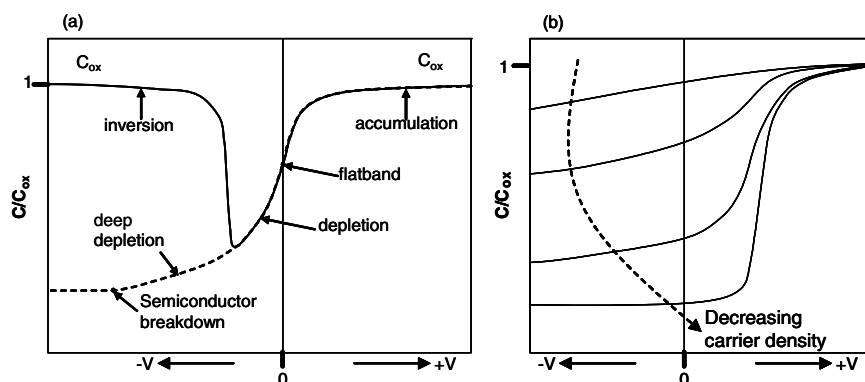 (a)
C_ox
C_ox
1
inversion
accumulation
flatband
C/C_ox
depletion
deep
depletion
Semiconductor
breakdown
-V
+V
0
(b)
1
C/C_ox
Decreasing
carrier density
-V
+V
0